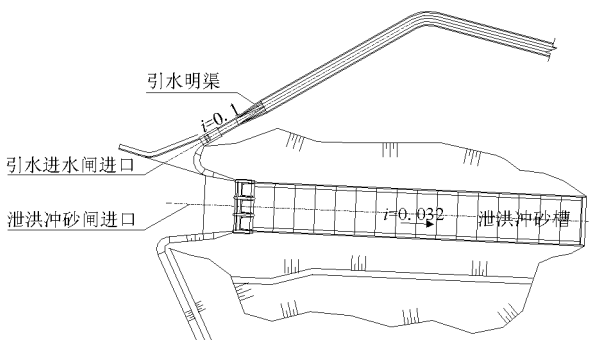 引水明渠
i=0.1
引水进水闸进口
泄洪冲砂闸进口
i=0.032
泄洪冲砂槽